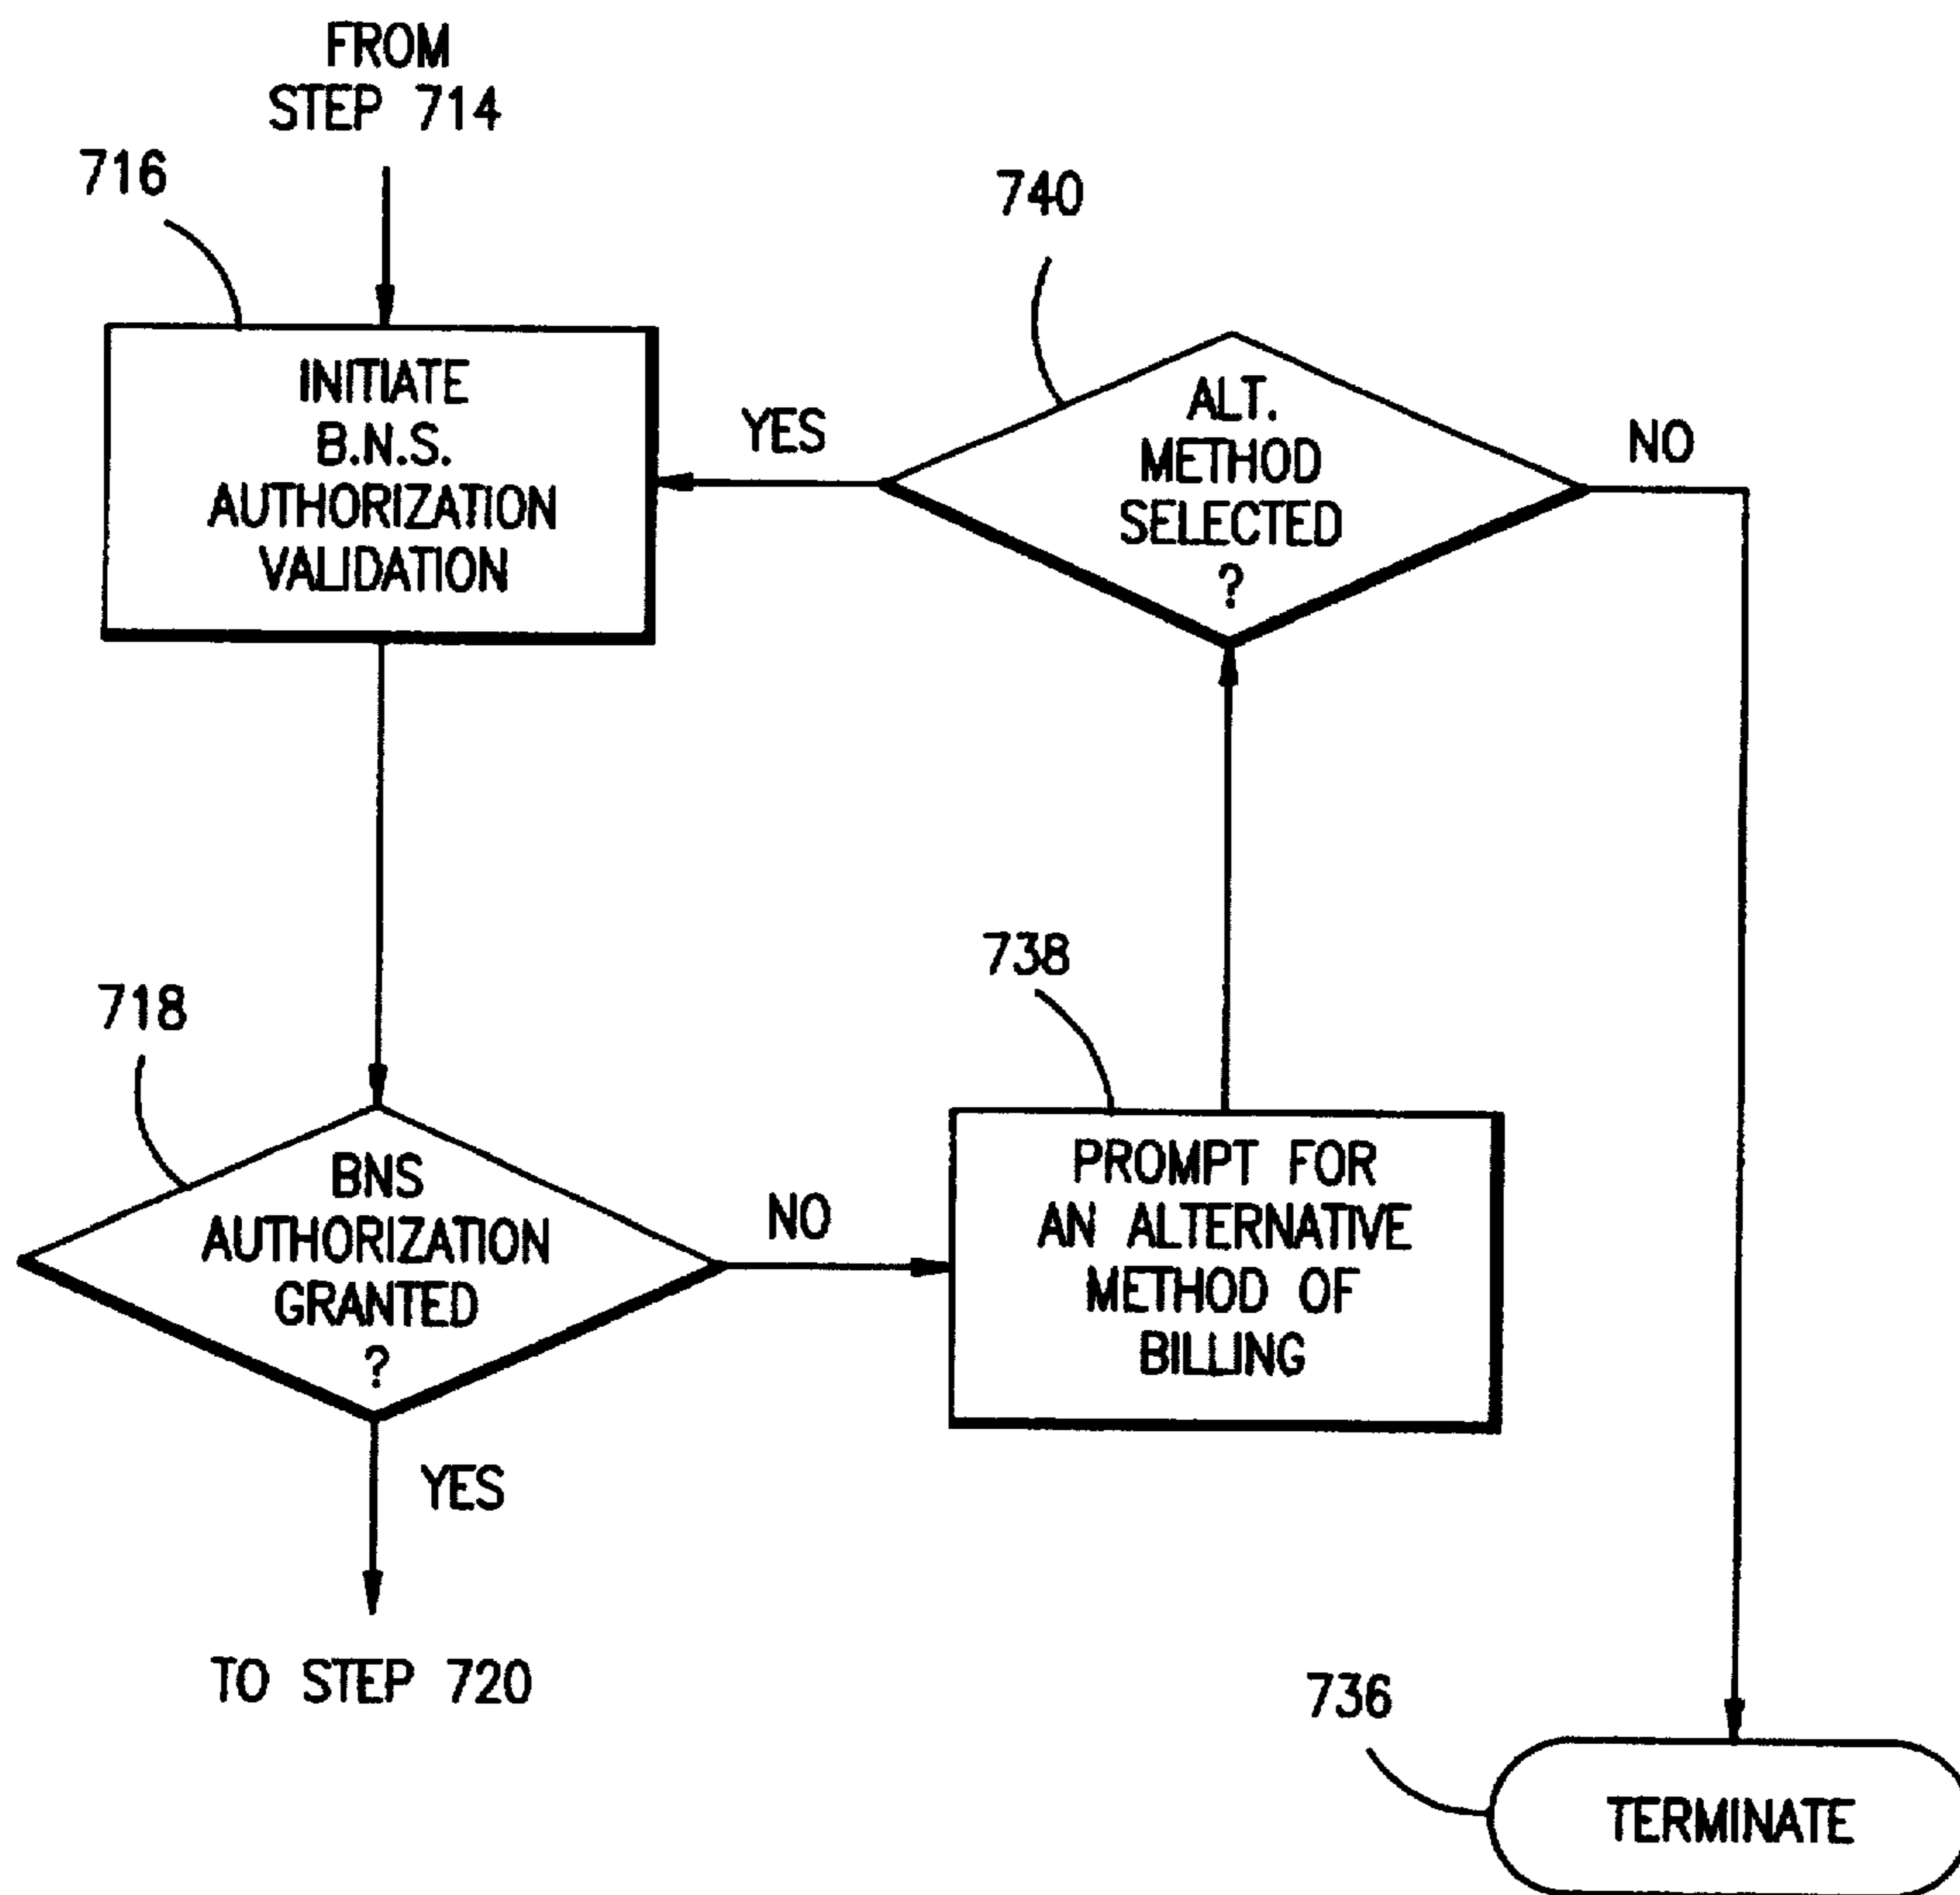 FROM
STEP 714
716
INITIATE
B.N.S.
AUTHORIZATION
VALIDATION
740
ALT.
METHOD
SELECTED
?
YES
NO
718
BNS
AUTHORIZATION
GRANTED
?
NO
YES
738
PROMPT FOR
AN ALTERNATIVE
METHOD OF
BILLING
TO STEP 720
736
TERMINATE